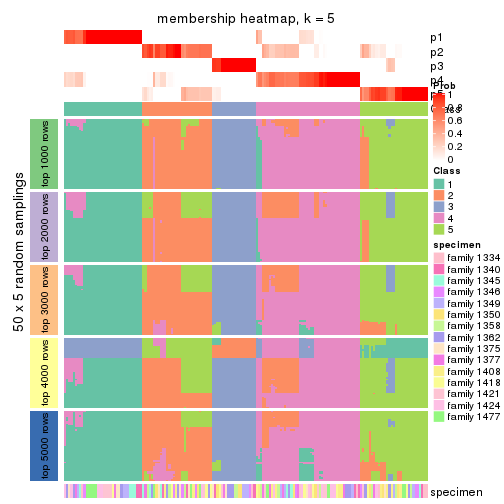 membership heatmap, k = 5
p1
p2
p3
p4
Prob
1
0.8
0.6
0.4
0.2
0
Class
1
2
3
4
5
specimen
family 1334
family 1340
family 1345
family 1346
family 1349
family 1350
family 1358
family 1362
family 1375
family 1377
family 1408
family 1418
family 1421
family 1424
family 1477
50 x 5 random samplings
top 1000 rows
top 2000 rows
top 3000 rows
top 4000 rows
top 5000 rows
specimen